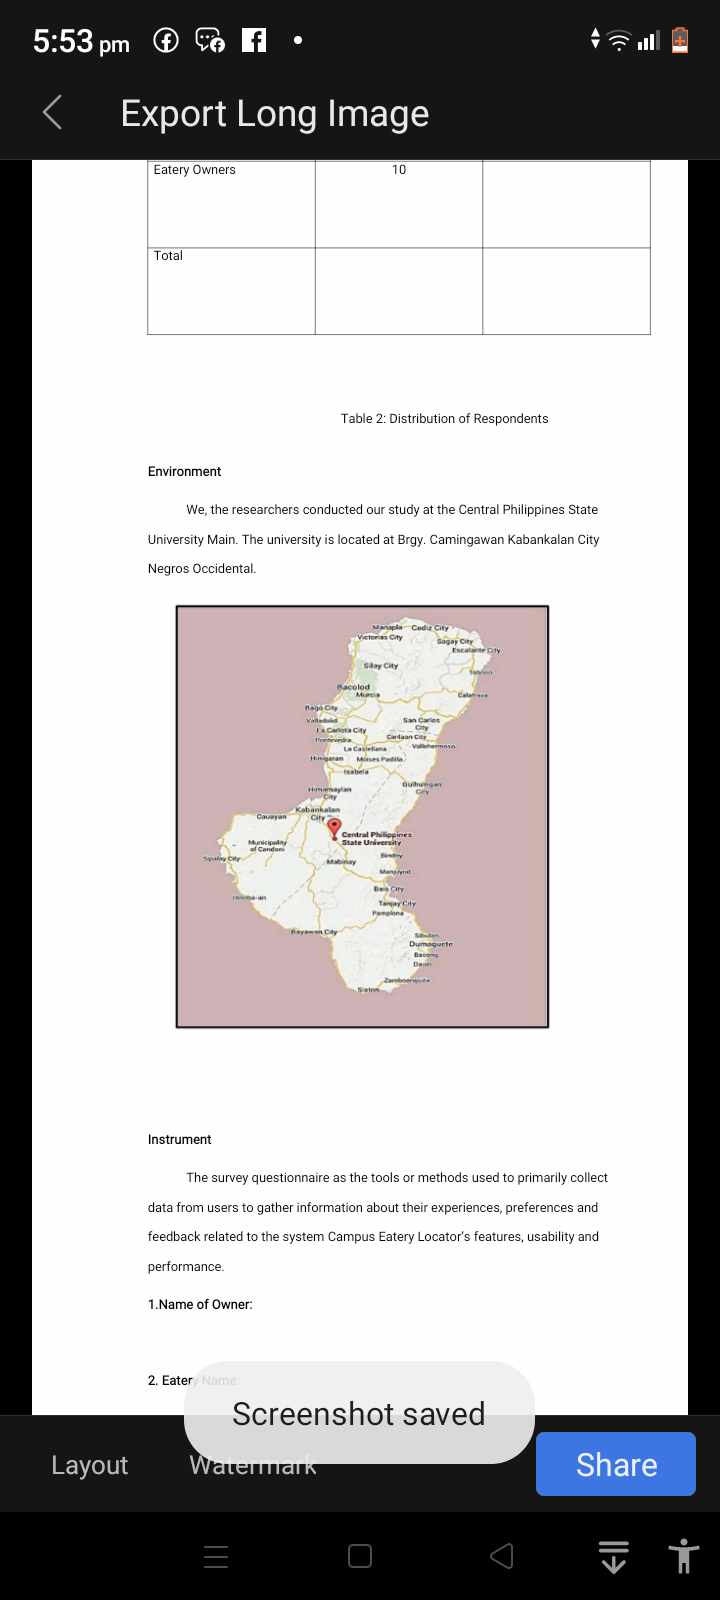 5:53 pm
Export Long Image
Eatery Owners 10
Total
Table 2: Distribution of Respondents
Environment
We, the researchers conducted our study at the Central Philippines State
University Main. The university is located at Brgy. Camingawan Kabankalan City
Negros Occidental.
Manapla Cadiz City
Victorias City
Sagay City
Escalante City
Silay City
Toboso
Bacolod
Murcia
Calatrava
Bago City
Valladolid
San Carlos
City
La Carlota City
Pontevedra
Canlaon City
La Castellana
Vallehermoso
Hinigaran Moises Padilla
Isabela
Guihulngan
City
Himamaylan
City
Kabankalan
City
Cauayan
Central Philippines
State University
Municipality
of Candoni
Sipalay City
Mabinay
Bindoy
Manjuyod
Bais City
Tanjay City
Pamplona
Bayawan City
Sibulan
Dumaguete
Bacong
Dauin
Zamboanguita
Siaton
Instrument
The survey questionnaire as the tools or methods used to primarily collect
data from users to gather information about their experiences, preferences and
feedback related to the system Campus Eatery Locator's features, usability and
performance.
1.Name of Owner:
2. Eatery Name
Screenshot saved
Layout Watermark Share